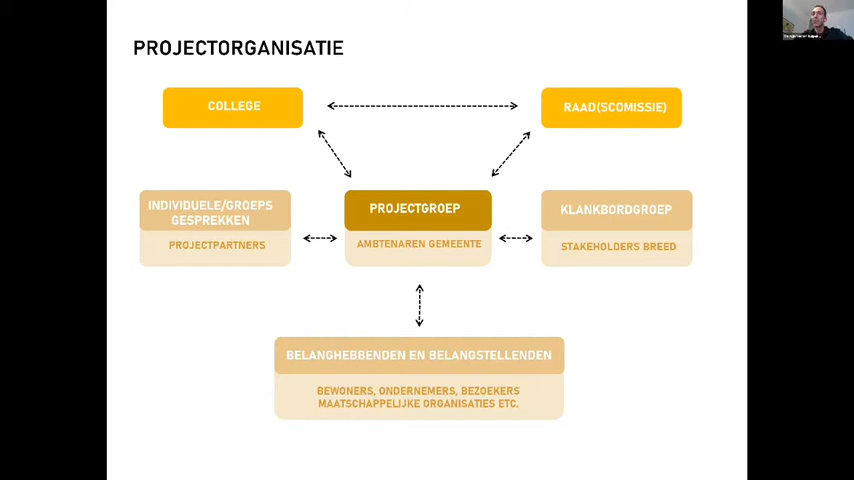 PROJECTORGANISATIE
COLLEGE
RAAD(SCOMISSIE)
INDIVIDUELE/GROEPS
GESPREKKEN
PROJECTPARTNERS
PROJECTGROEP
AMBTENAREN GEMEENTE
KLANKBORDGROEP
STAKEHOLDERS BREED
BELANGHEBBENDEN EN BELANGSTELLENDEN
BEWONERS, ONDERNEMERS, BEZOEKERS
MAATSCHAPPELIJKE ORGANISATIES ETC.